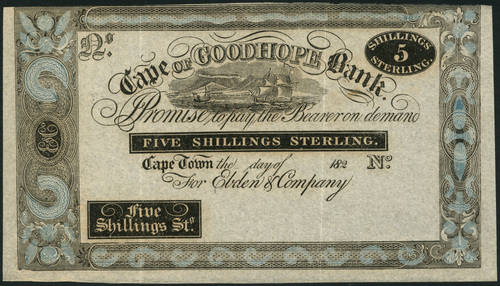 No.
SHILLINGS
5
STERLING.
Cape OF GOODHOPE Bank.
Promise to pay the Bearer on demand
FIVE SHILLINGS STERLING.
Cape Town the day of 182 No
For Ebden & Company
Five
Shillings Stg.